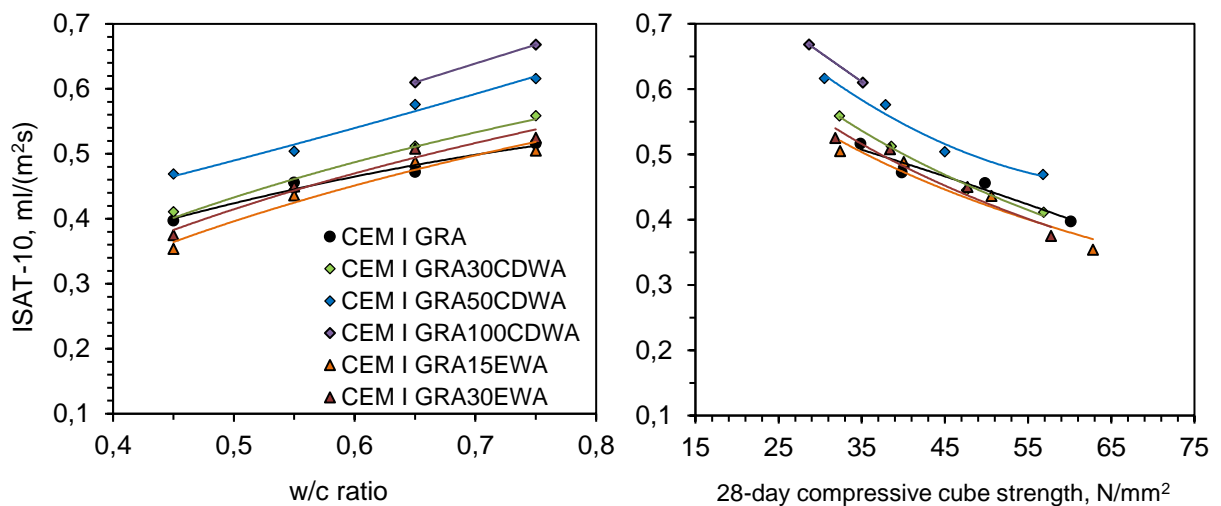 0,7
0,6
0,5
0,4
0,3
0,2
0,1
ISAT-10, ml/(m²s)
0,4 0,5 0,6 0,7 0,8
w/c ratio
CEM I GRA
CEM I GRA30CDWA
CEM I GRA50CDWA
CEM I GRA100CDWA
CEM I GRA15EWA
CEM I GRA30EWA
0,7
0,6
0,5
0,4
0,3
0,2
0,1
15 25 35 45 55 65 75
28-day compressive cube strength, N/mm²